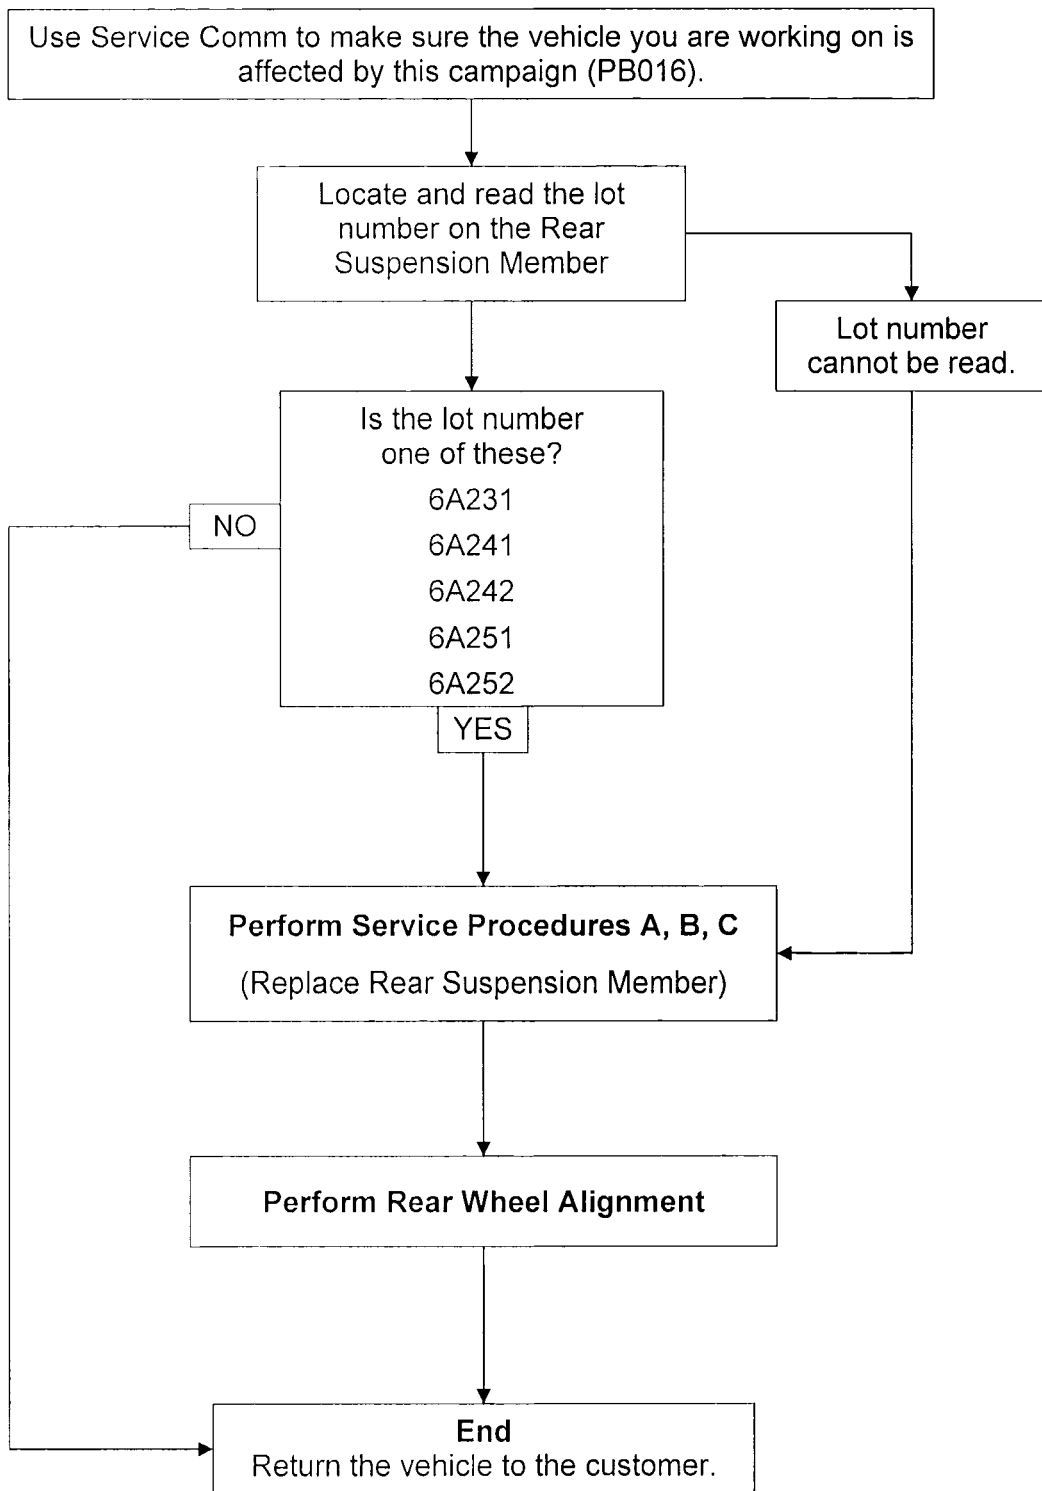 Use Service Comm to make sure the vehicle you are working on is
affected by this campaign (PB016).
Locate and read the lot
number on the Rear
Suspension Member
Lot number
cannot be read.
Is the lot number
one of these?
6A231
NO
6A241
6A242
6A251
6A252
YES
Perform Service Procedures A, B, C
(Replace Rear Suspension Member)
Perform Rear Wheel Alignment
End
Return the vehicle to the customer.